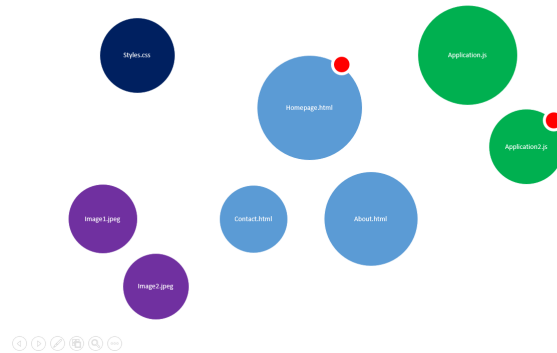 Styles.css
Application.js
Homepage.html
Application2.js
Image1.jpeg
Contact.html
About.html
Image2.jpeg